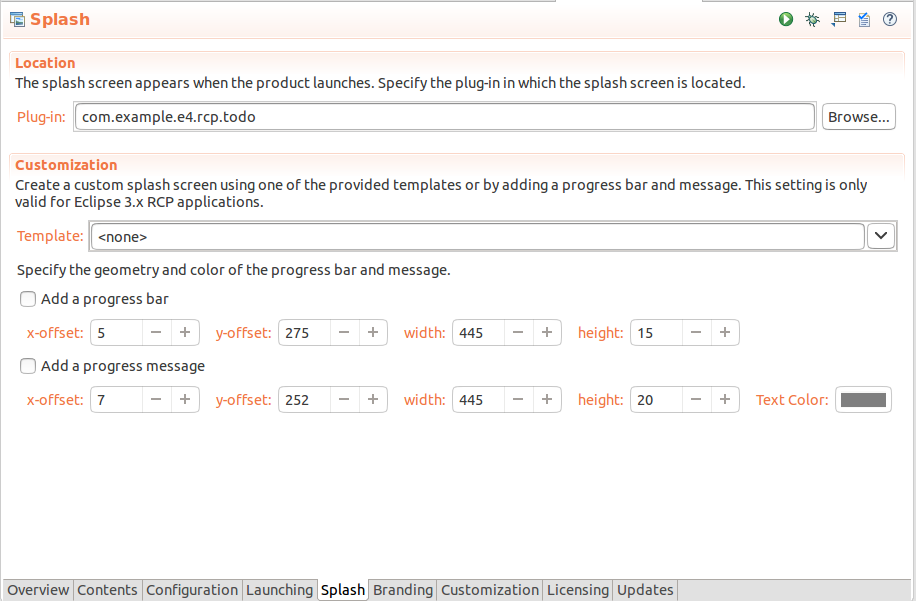 Splash
Location
The splash screen appears when the product launches. Specify the plug-in in which the splash screen is located.
Plug-in: com.example.e4.rcp.todo Browse...
Customization
Create a custom splash screen using one of the provided templates or by adding a progress bar and message. This setting is only
valid for Eclipse 3.x RCP applications.
Template: <none>
Specify the geometry and color of the progress bar and message.
Add a progress bar
x-offset: 5 − + y-offset: 275 − + width: 445 − + height: 15 − +
Add a progress message
x-offset: 7 − + y-offset: 252 − + width: 445 − + height: 20 − + Text Color:
Overview Contents Configuration Launching Splash Branding Customization Licensing Updates